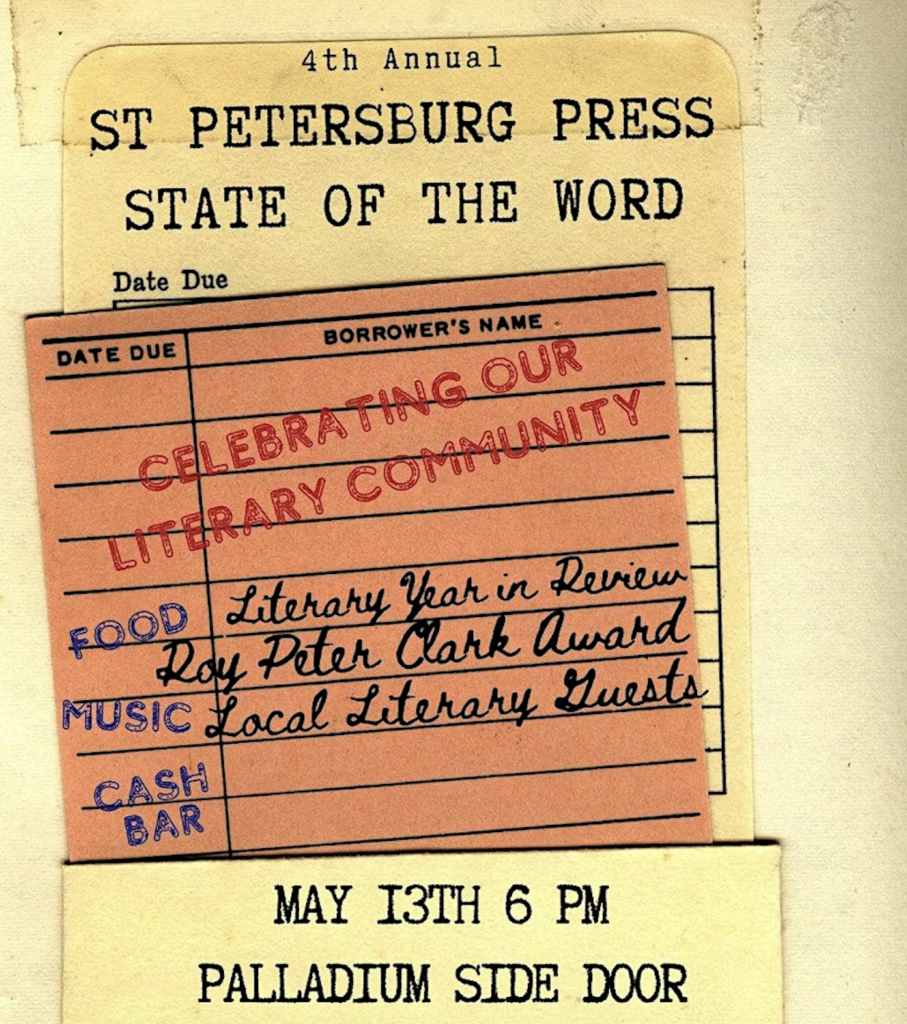 4th Annual
ST PETERSBURG PRESS
STATE OF THE WORD
Date Due
DATE DUE
BORROWER'S NAME
CELEBRATING OUR
LITERARY COMMUNITY
FOOD
Literary Year in Review
Roy Peter Clark Award
MUSIC
Local Literary Guests
CASH
BAR
MAY 13TH 6 PM
PALLADIUM SIDE DOOR